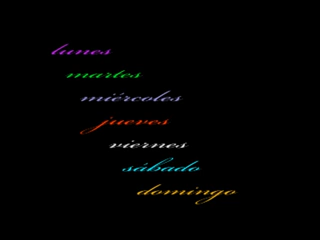 lunes
martes
miércoles
jueves
viernes
sábado
domingo